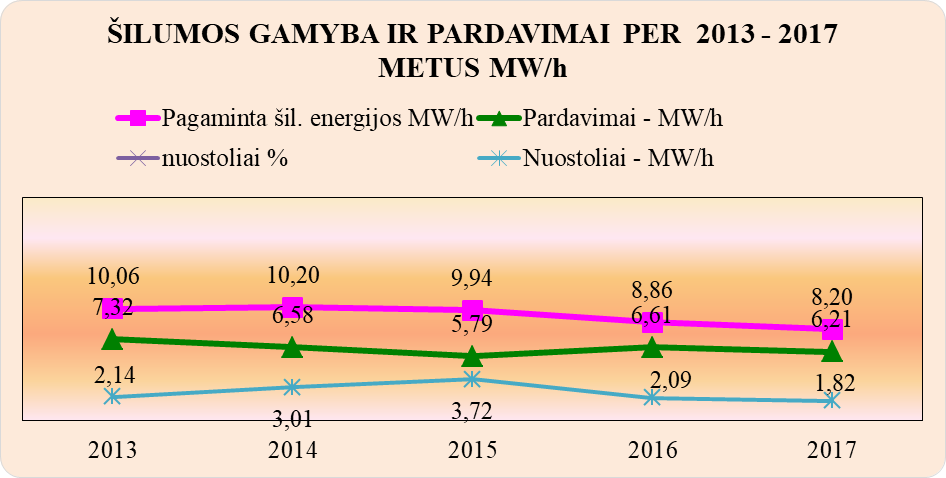 ŠILUMOS GAMYBA IR PARDAVIMAI PER 2013 - 2017
METUS MW/h
Pagaminta šil. energijos MW/h Pardavimai - MW/h
nuostoliai % Nuostoliai - MW/h
10,06 10,20 9,94 8,86 8,20
7,32 6,58 5,79 6,61 6,21
2,14 3,01 3,72 2,09 1,82
2013 2014 2015 2016 2017